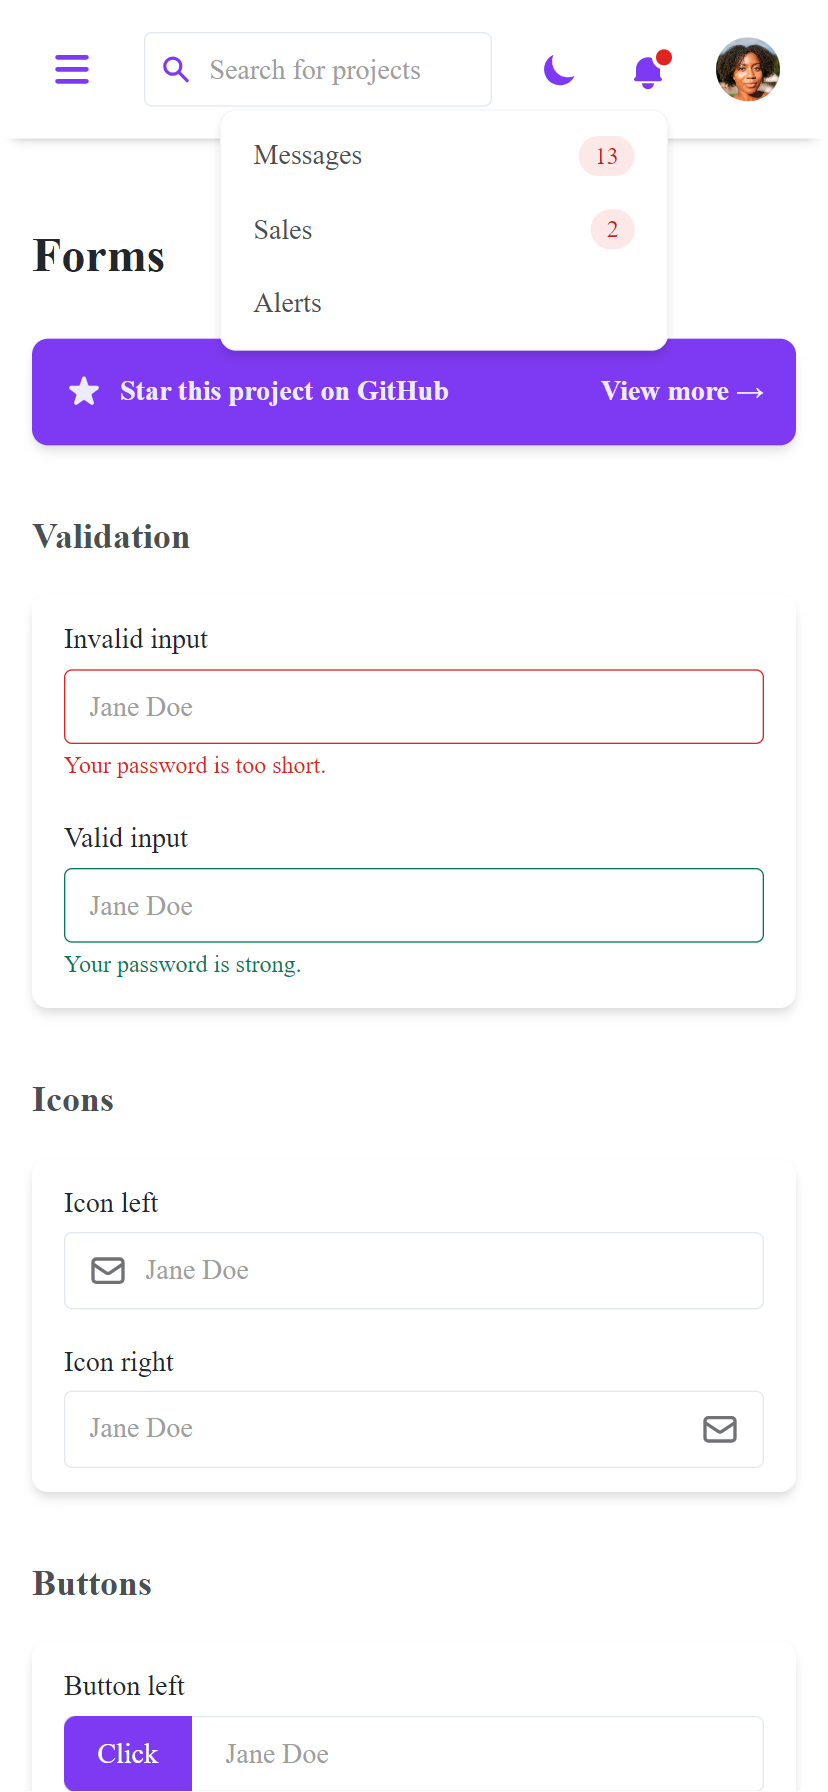 Search for projects
Messages 13
Sales 2
Alerts
Forms
Star this project on GitHub View more →
Validation
Invalid input
Jane Doe
Your password is too short.
Valid input
Jane Doe
Your password is strong.
Icons
Icon left
Jane Doe
Icon right
Jane Doe
Buttons
Button left
Click Jane Doe